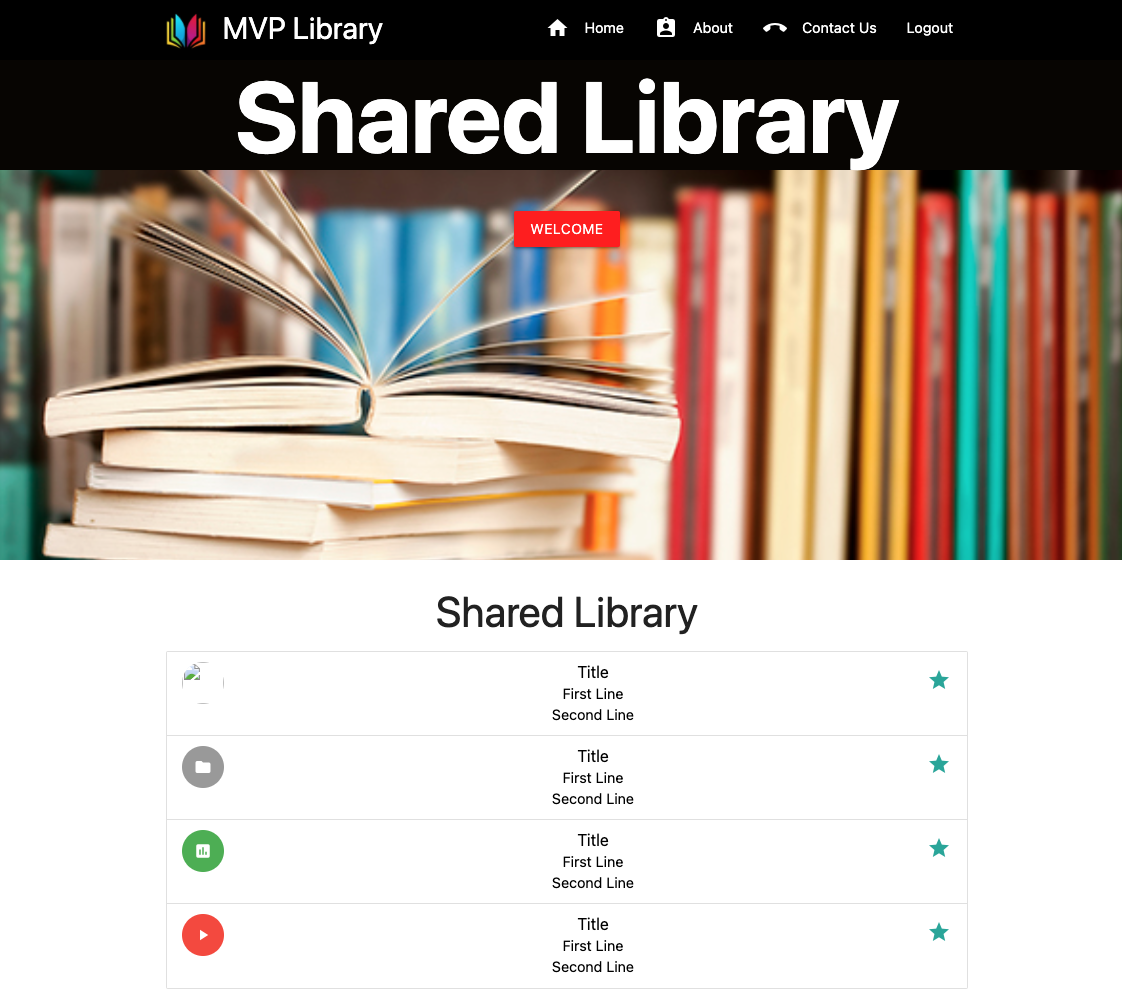 MVP Library
Home
About
Contact Us
Logout
Shared Library
WELCOME
Shared Library
Title
First Line
Second Line
Title
First Line
Second Line
Title
First Line
Second Line
Title
First Line
Second Line